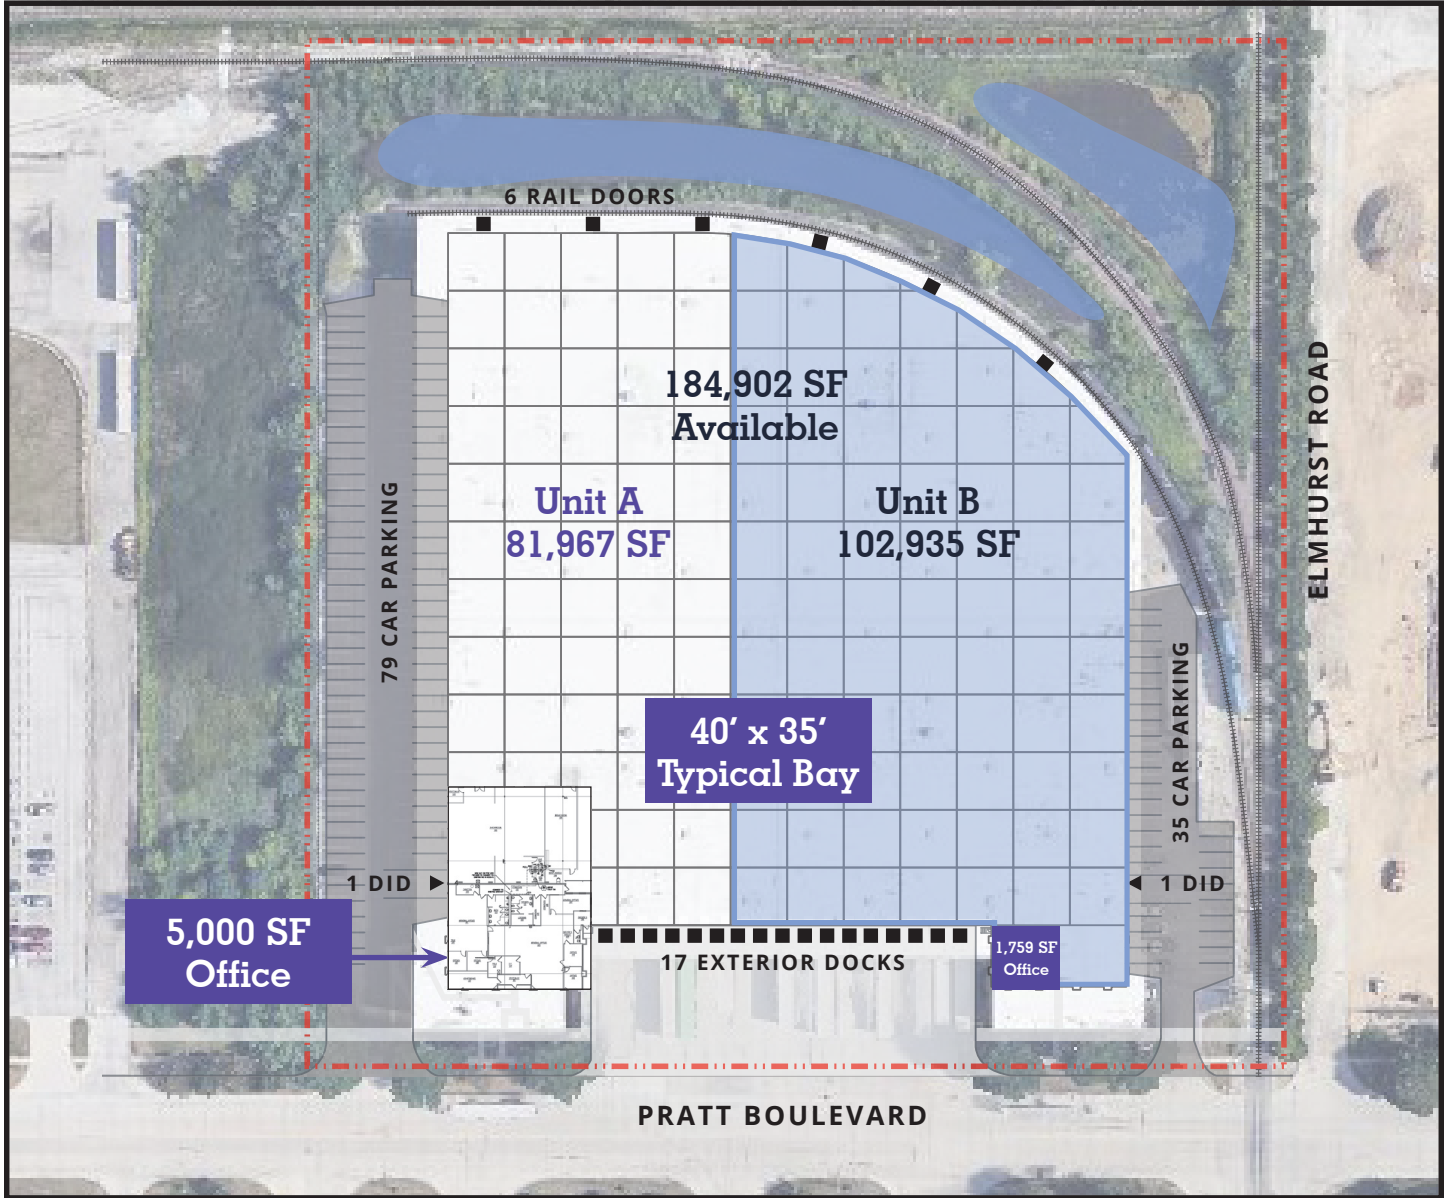 6 RAIL DOORS
184,902 SF
Available
Unit A
81,967 SF
Unit B
102,935 SF
79 CAR PARKING
ELMHURST ROAD
40′ x 35′
Typical Bay
35 CAR PARKING
1 DID
1 DID
5,000 SF
Office
17 EXTERIOR DOCKS
1,759 SF
Office
PRATT BOULEVARD